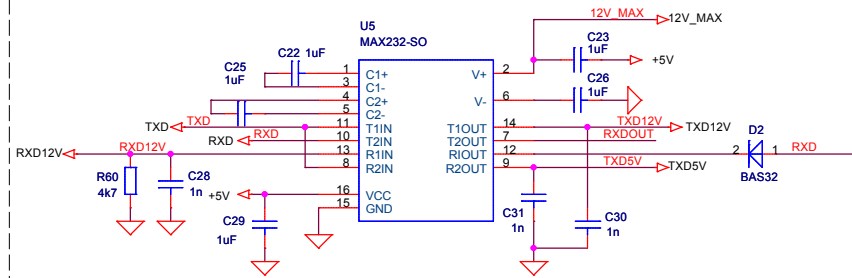 12V_MAX
12V_MAX
U5
MAX232-SO
C23
1uF
+5V
C22 1uF
C25
1uF
1 C1+ V+ 2
3 C1-
4 C2+ V- 6
5 C2-
C26
1uF
TXD TXD 11 T1IN T1OUT 14 TXD12V TXD12V
RXD RXD 10 T2IN T2OUT 7 RXDOUT
RXD12V RXD12V 13 R1IN RIOUT 12 2 D2 1 RXD
8 R2IN R2OUT 9 TXD5V TXD5V
BAS32
R60
4k7
C28
1n
+5V 16 VCC
15 GND
C29
1uF
C31
1n
C30
1n